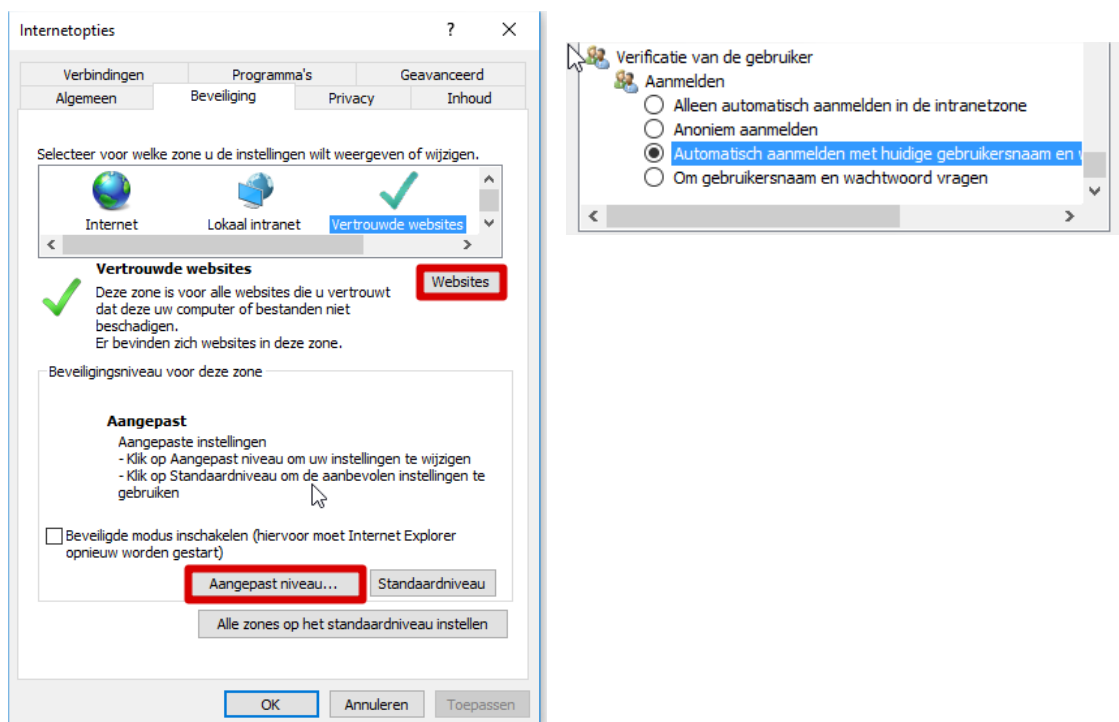 Internetopties
?
Verbindingen Programma's Geavanceerd
Algemeen Beveiliging Privacy Inhoud
Selecteer voor welke zone u de instellingen wilt weergeven of wijzigen.
Internet Lokaal intranet Vertrouwde websites
Vertrouwde websites
Websites
Deze zone is voor alle websites die u vertrouwt
dat deze uw computer of bestanden niet
beschadigen.
Er bevinden zich websites in deze zone.
Beveiligingsniveau voor deze zone
Aangepast
Aangepaste instellingen
- Klik op Aangepast niveau om uw instellingen te wijzigen
- Klik op Standaardniveau om de aanbevolen instellingen te
gebruiken
Beveiligde modus inschakelen (hiervoor moet Internet Explorer
opnieuw worden gestart)
Aangepast niveau... Standaardniveau
Alle zones op het standaardniveau instellen
OK Annuleren Toepassen
Verificatie van de gebruiker
Aanmelden
Alleen automatisch aanmelden in de intranetzone
Anoniem aanmelden
Automatisch aanmelden met huidige gebruikersnaam en
Om gebruikersnaam en wachtwoord vragen